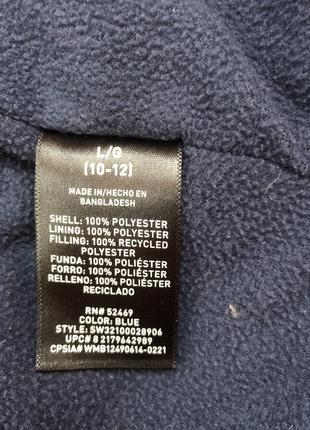 L/G
(10-12)
MADE IN/HECHO EN
BANGLADESH
SHELL: 100% POLYESTER
LINING: 100% POLYESTER
FILLING: 100% RECYCLED
POLYESTER
FUNDA: 100% POLIÉSTER
FORRO: 100% POLIÉSTER
RELLENO: 100% POLIÉSTER
RECICLADO
RN# 52469
COLOR: BLUE
STYLE: SW32100028906
UPC# 8 2179642989
CPSIA# WMB12490614-0221